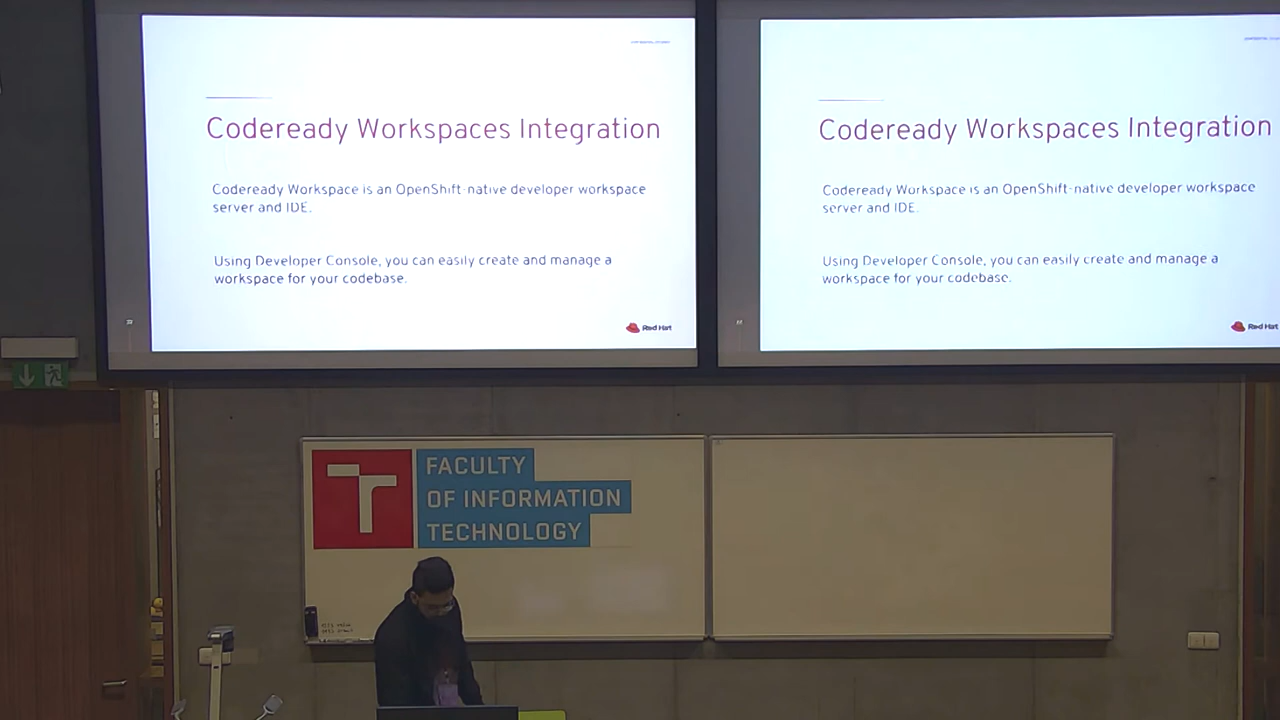 Codeready Workspaces Integration
Codeready Workspace is an OpenShift-native developer workspace
server and IDE.
Using Developer Console, you can easily create and manage a
workspace for your codebase.
Red Hat
Codeready Workspaces Integration
Codeready Workspace is an OpenShift-native developer workspace
server and IDE.
Using Developer Console, you can easily create and manage a
workspace for your codebase.
Red Hat
FACULTY
OF INFORMATION
TECHNOLOGY